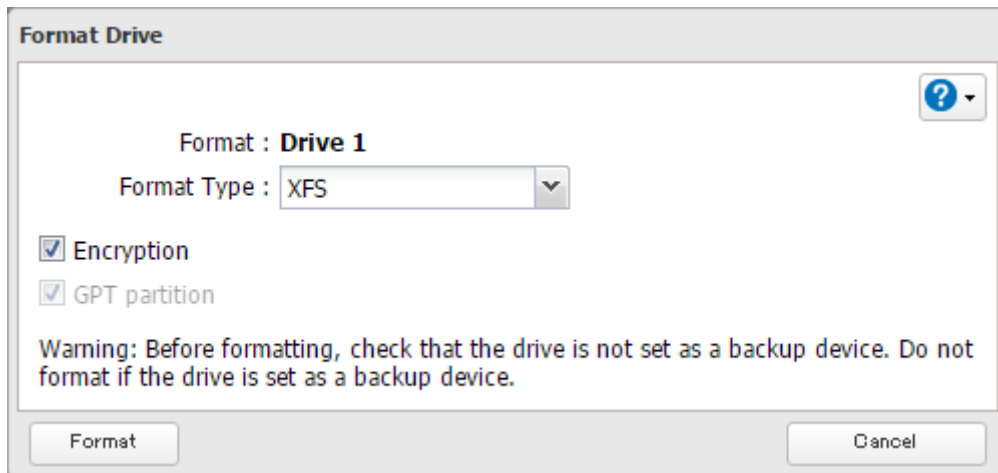 Format Drive
?
Format : Drive 1
Format Type : XFS
Encryption
GPT partition
Warning: Before formatting, check that the drive is not set as a backup device. Do not
format if the drive is set as a backup device.
Format Cancel